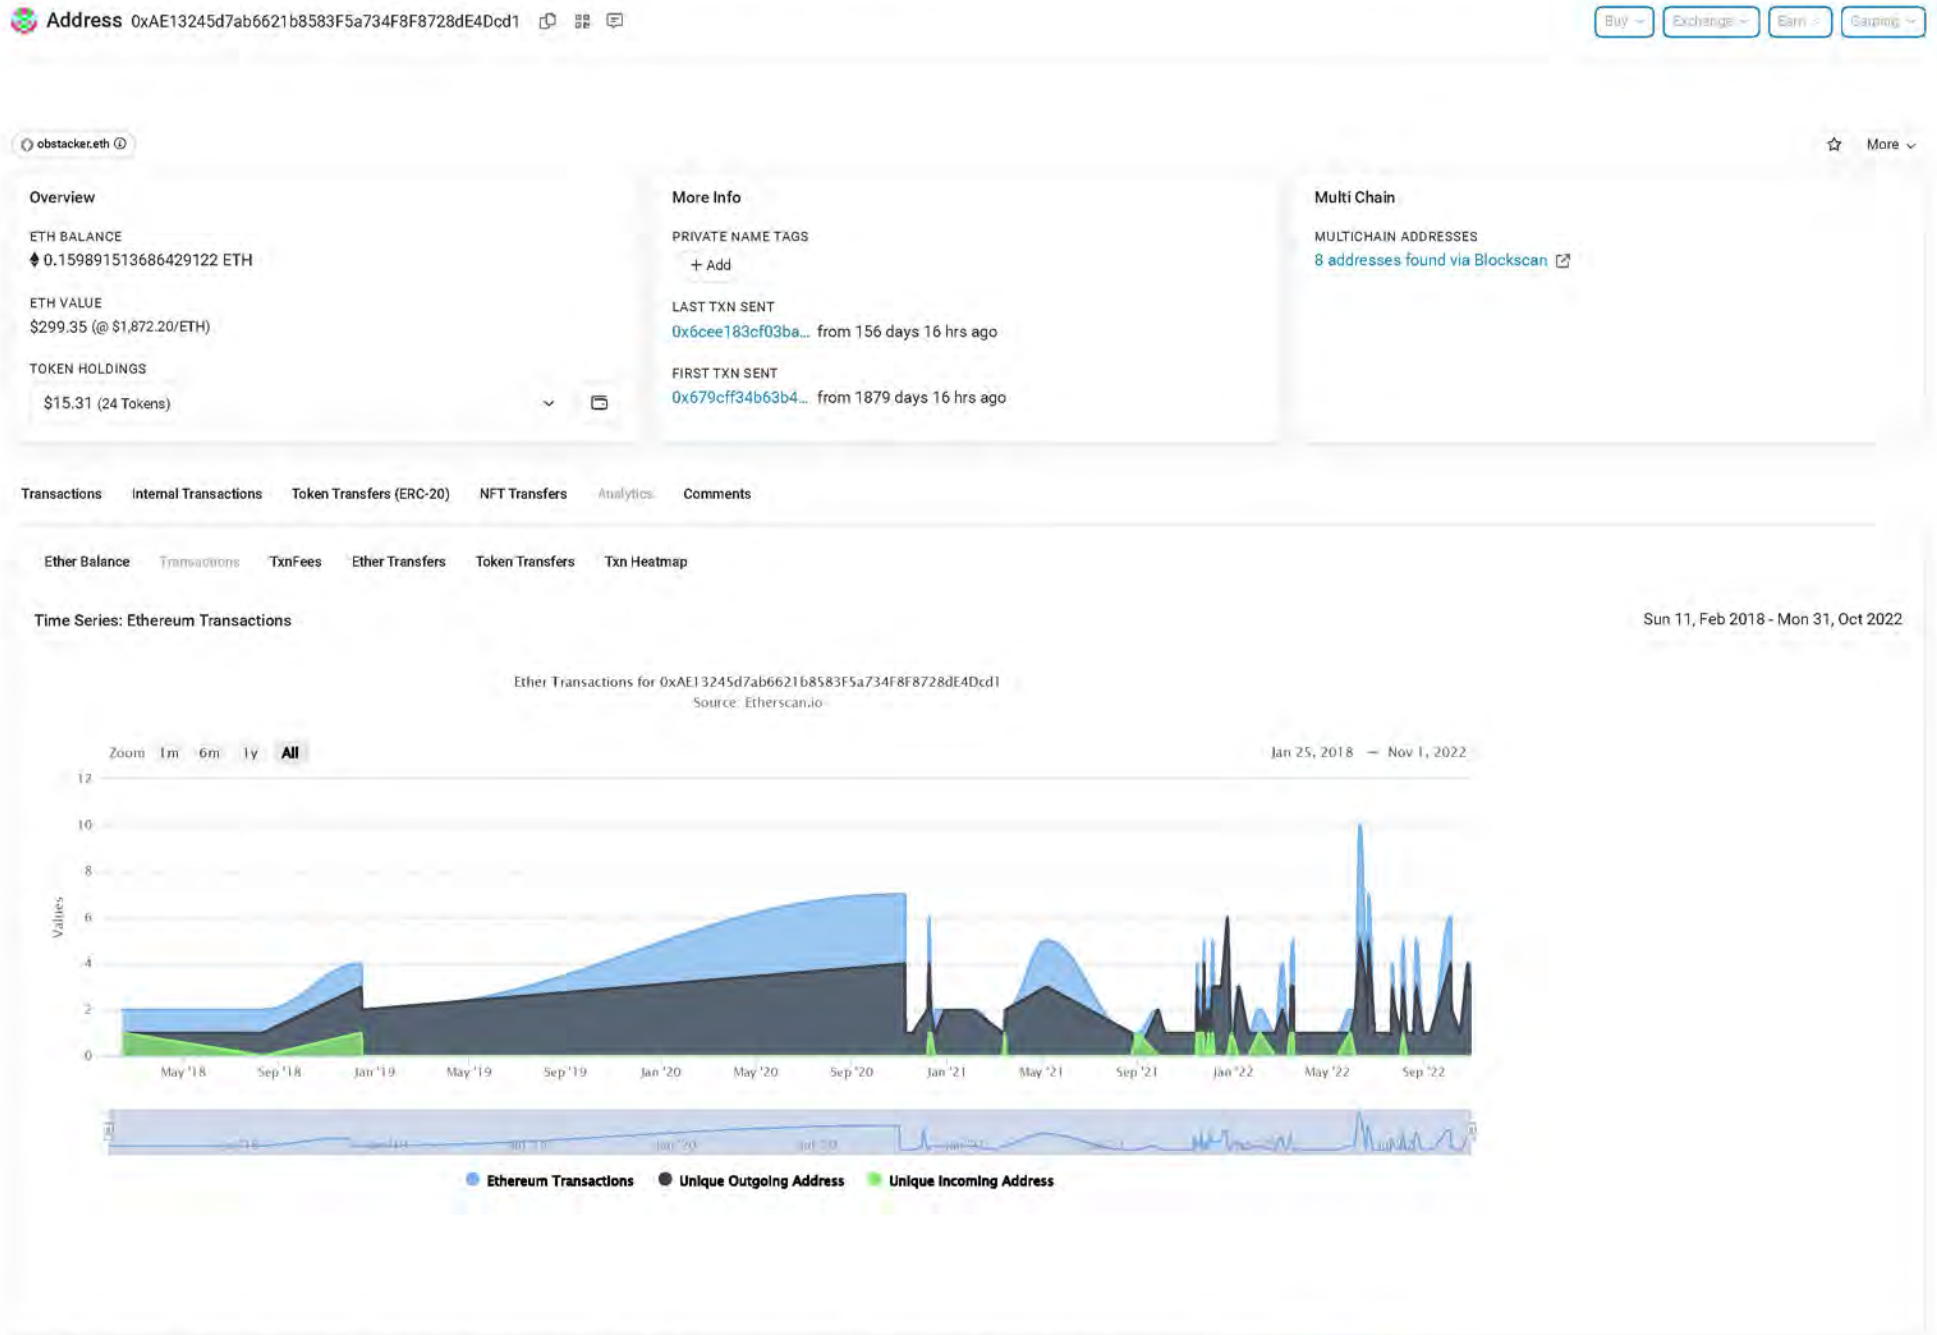 Address 0xAE13245d7ab6621b8583F5a734F8F8728dE4Dcd1
Buy Exchange Earn Gaming
obstacker.eth
More
Overview
ETH BALANCE
0.159891513686429122 ETH
ETH VALUE
$299.35 (@ $1,872.20/ETH)
TOKEN HOLDINGS
$15.31 (24 Tokens)
More Info
PRIVATE NAME TAGS
+ Add
LAST TXN SENT
0x6cee183cf03ba... from 156 days 16 hrs ago
FIRST TXN SENT
0x679cff34b63b4... from 1879 days 16 hrs ago
Multi Chain
MULTICHAIN ADDRESSES
8 addresses found via Blockscan
Transactions Internal Transactions Token Transfers (ERC-20) NFT Transfers Analytics Comments
Ether Balance Transactions TxnFees Ether Transfers Token Transfers Txn Heatmap
Time Series: Ethereum Transactions
Sun 11, Feb 2018 - Mon 31, Oct 2022
Ether Transactions for 0xAE13245d7ab6621b8583F5a734F8F8728dE4Dcd1
Source: Etherscan.io
Zoom 1m 6m 1y All
Jan 25, 2018 — Nov 1, 2022
12
10
8
6
4
2
0
Values
May '18 Sep '18 Jan '19 May '19 Sep '19 Jan '20 May '20 Sep '20 Jan '21 May '21 Sep '21 Jan '22 May '22 Sep '22
Jan '20 Jul '20 Jan '21
Ethereum Transactions Unique Outgoing Address Unique Incoming Address